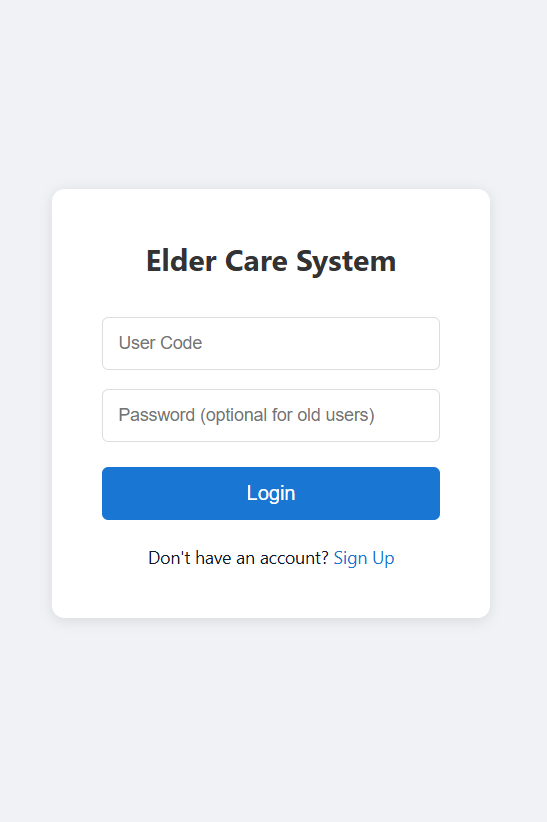 Elder Care System
User Code
Password (optional for old users)
Login
Don't have an account? Sign Up